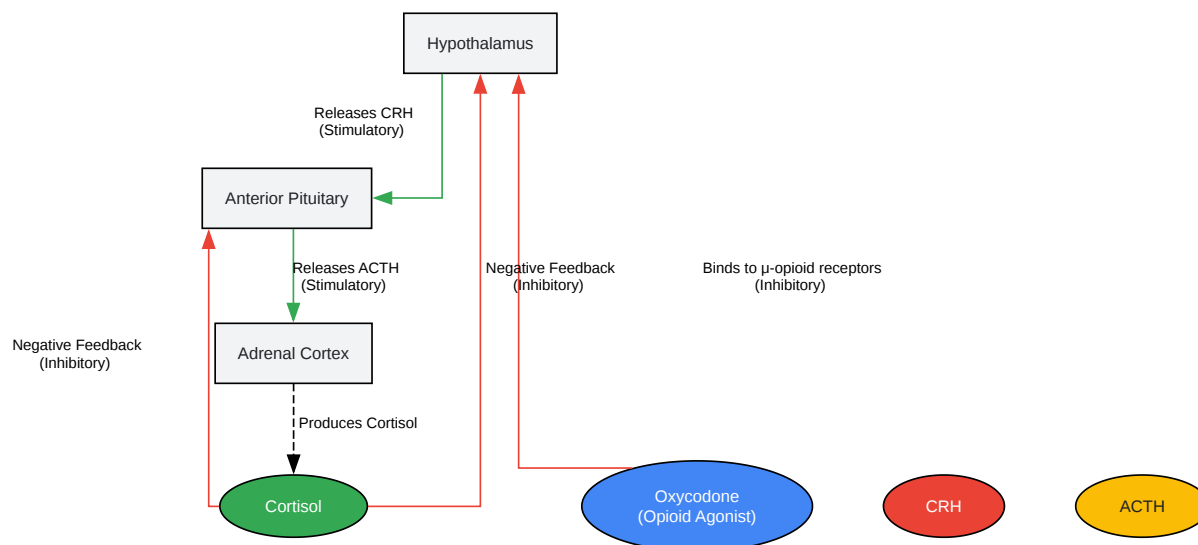 Hypothalamus
Releases CRH
(Stimulatory)
Anterior Pituitary
Releases ACTH
(Stimulatory)
Negative Feedback
(Inhibitory)
Binds to μ-opioid receptors
(Inhibitory)
Negative Feedback
(Inhibitory)
Adrenal Cortex
Produces Cortisol
Cortisol
Oxycodone
(Opioid Agonist)
CRH
ACTH